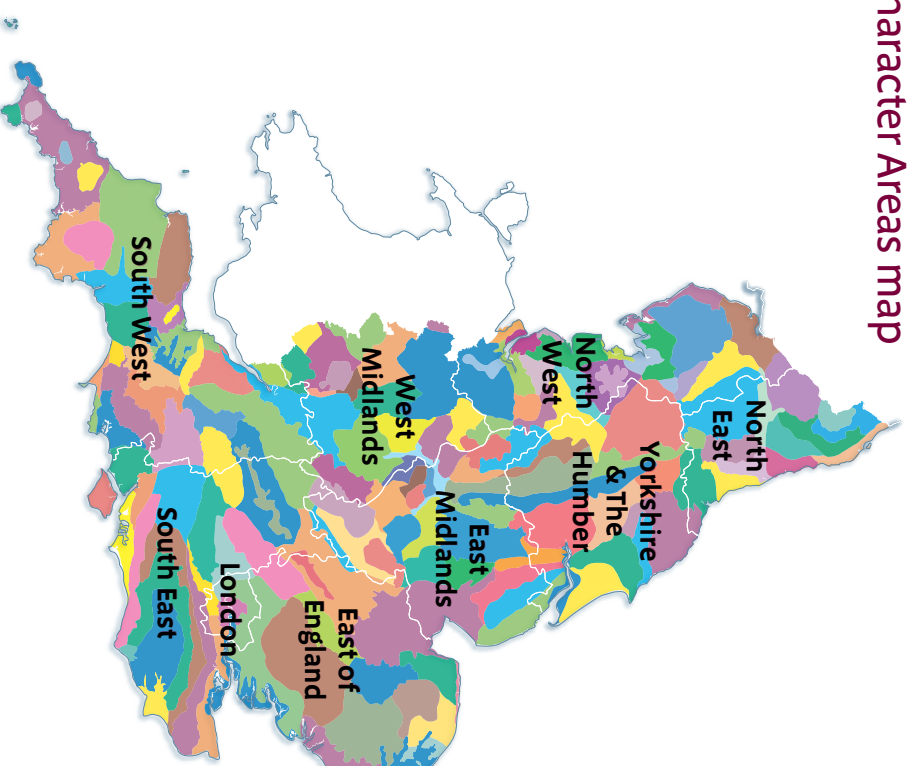 haracter Areas map
North
East
Yorkshire
& The
Humber
North
West
East
Midlands
West
Midlands
East of
England
London
South East
South West